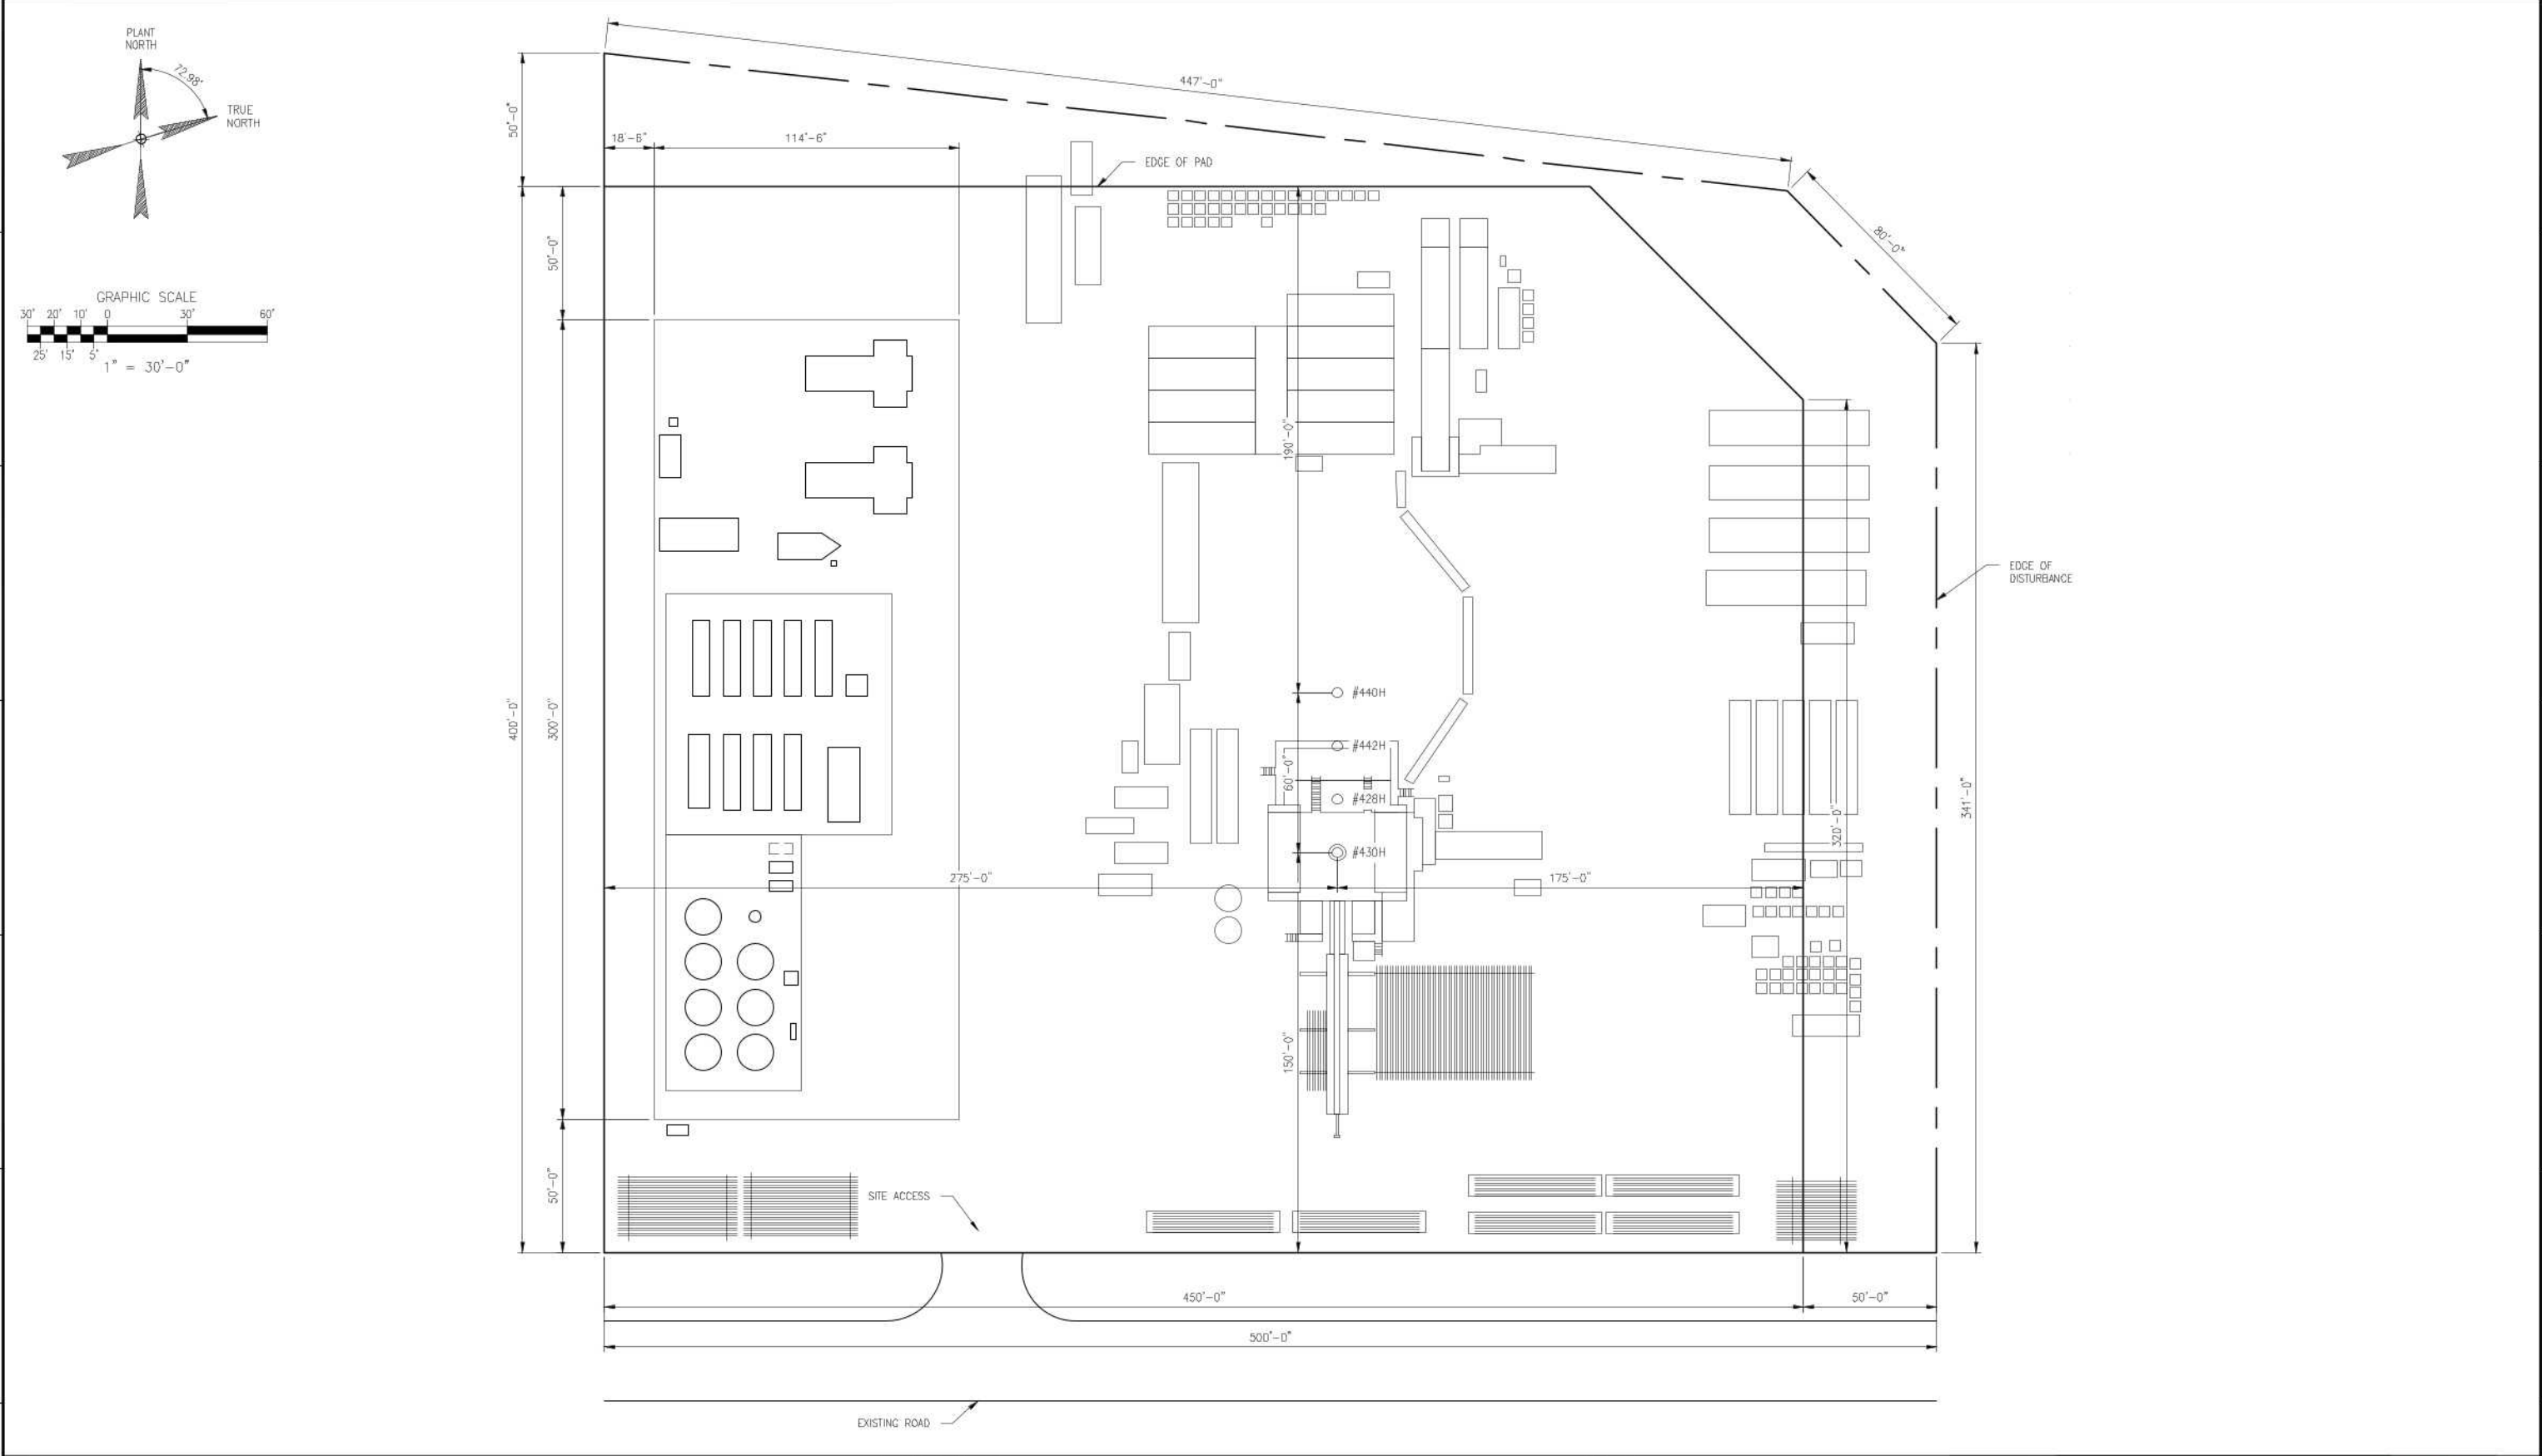 PLANT
NORTH
72.98°
TRUE
NORTH
GRAPHIC SCALE
30' 20' 10' 0 30' 60'
25' 15' 5'
1" = 30'-0"
447'-0"
50'-0"
18'-6"
114'-6"
EDGE OF PAD
80'-0"
50'-0"
190'-0"
EDGE OF
DISTURBANCE
400'-0"
300'-0"
#440H
#442H
60'-0"
#428H
341'-0"
320'-0"
#430H
275'-0"
175'-0"
150'-0"
50'-0"
SITE ACCESS
450'-0"
50'-0"
500'-0"
EXISTING ROAD